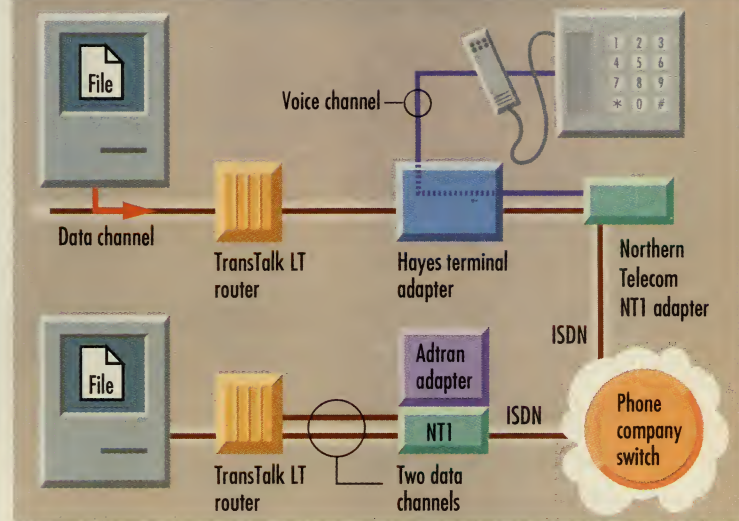 File
1 2 3
4 5 6
7 8 9
* 0 #
Voice channel
Data channel
TransTalk LT
router
Hayes terminal
adapter
Northern
Telecom
NT1 adapter
ISDN
File
Adtran
adapter
NT1
ISDN
Phone
company
switch
TransTalk LT
router
Two data
channels